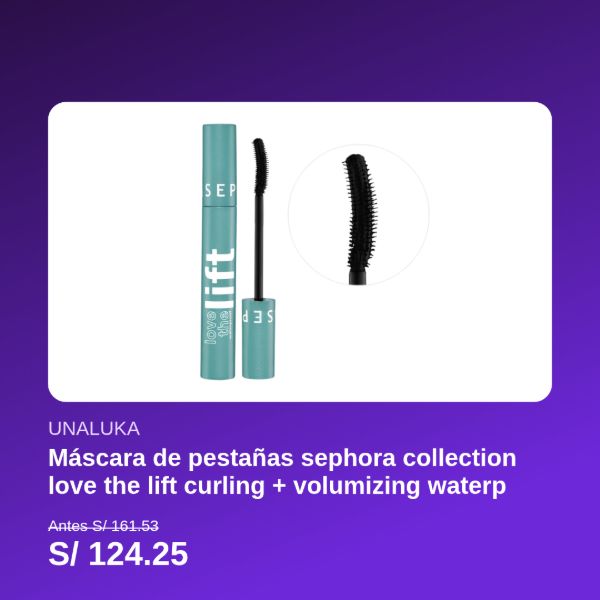 SEP
love
the
lift
SEP
UNALUKA
Máscara de pestañas sephora collection
love the lift curling + volumizing waterp
Antes S/ 161.53
S/ 124.25